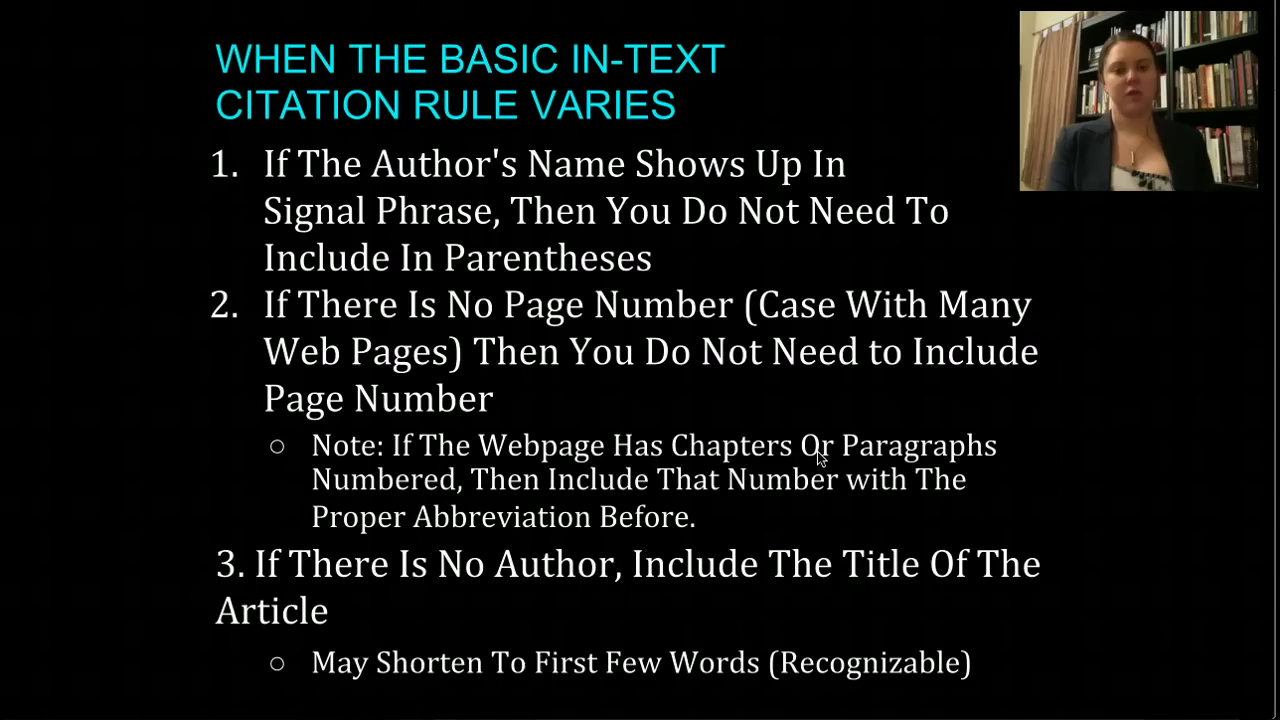 WHEN THE BASIC IN-TEXT
CITATION RULE VARIES
1. If The Author's Name Shows Up In
Signal Phrase, Then You Do Not Need To
Include In Parentheses
2. If There Is No Page Number (Case With Many
Web Pages) Then You Do Not Need to Include
Page Number
○ Note: If The Webpage Has Chapters Or Paragraphs
Numbered, Then Include That Number with The
Proper Abbreviation Before.
3. If There Is No Author, Include The Title Of The
Article
○ May Shorten To First Few Words (Recognizable)